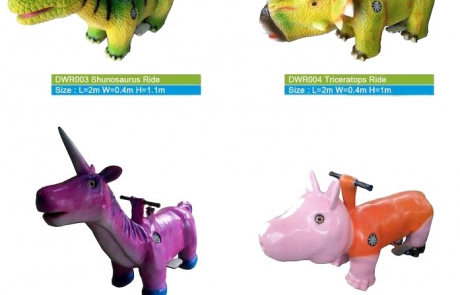 DWR003 Shunosaurus Ride
Size : L=2m W=0.4m H=1.1m
DWR004 Triceratops Ride
Size : L=2m W=0.4m H=1m